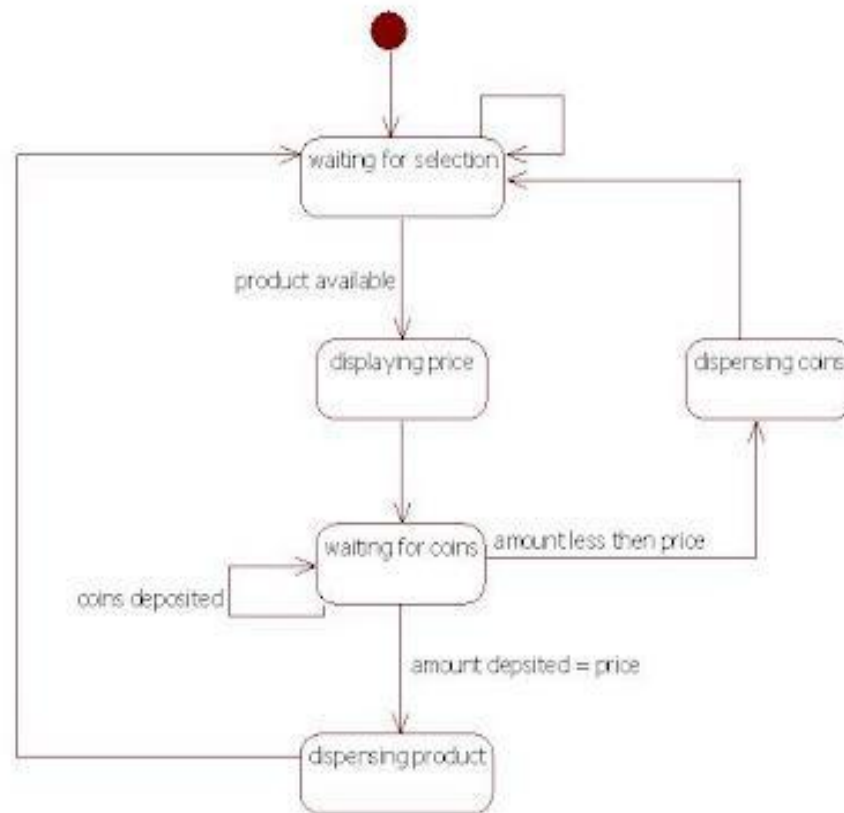 waiting for selection
product available
displaying price
dispensing coins
waiting for coins
amount less then price
coins deposited
amount depsited = price
dispensing product